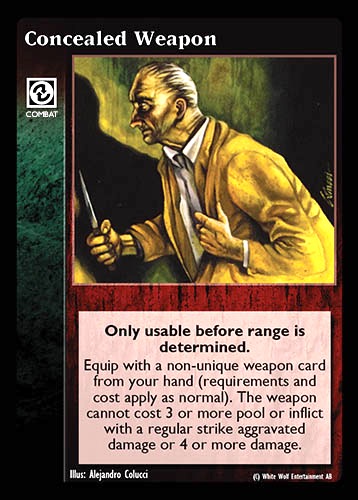 Concealed Weapon
COMBAT
Only usable before range is
determined.
Equip with a non-unique weapon card
from your hand (requirements and
cost apply as normal). The weapon
cannot cost 3 or more pool or inflict
with a regular strike aggravated
damage or 4 or more damage.
Illus: Alejandro Colucci
(C) White Wolf Entertainment AB